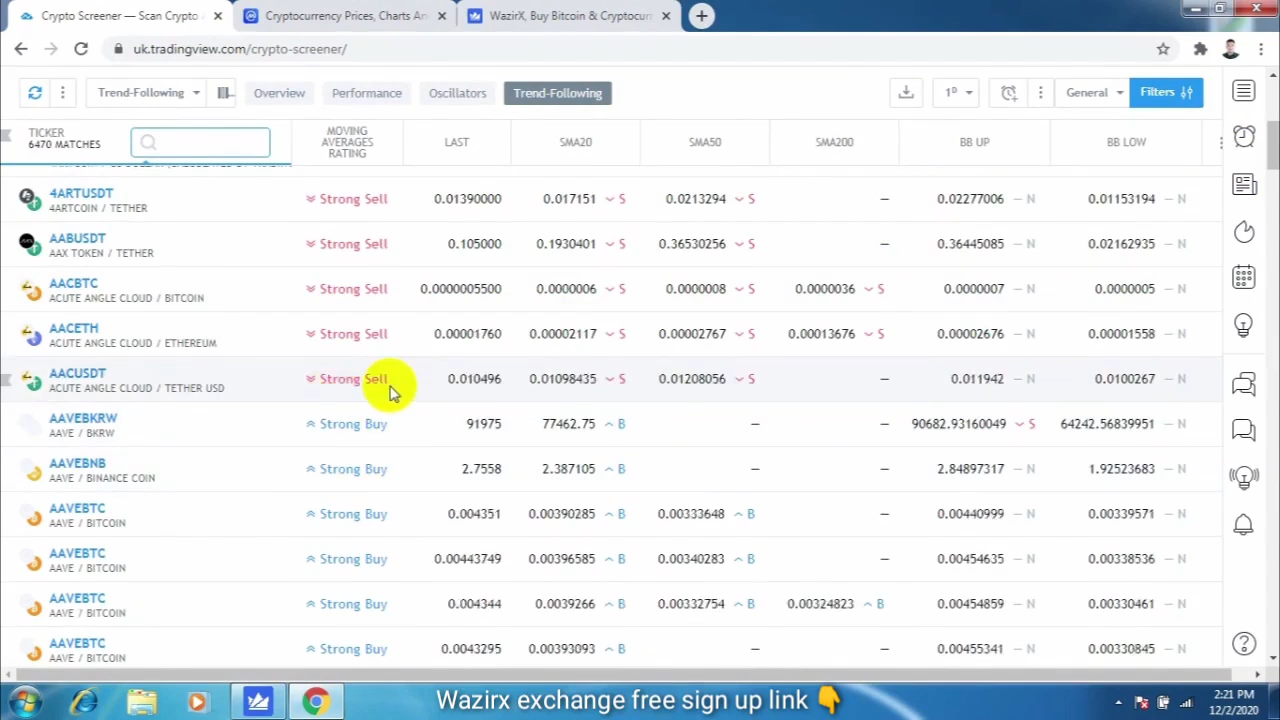 Crypto Screener — Scan Crypto
Cryptocurrency Prices, Charts An
WazirX, Buy Bitcoin & Cryptocurr
uk.tradingview.com/crypto-screener/
Trend-Following Overview Performance Oscillators Trend-Following 1D General Filters
TICKER
6470 MATCHES
MOVING AVERAGES RATING LAST SMA20 SMA50 SMA200 BB UP BB LOW
4ARTUSDT Strong Sell 0.01390000 0.017151 S 0.0213294 S — 0.02277006 — N 0.01153194 — N
4ARTCOIN / TETHER
AABUSDT Strong Sell 0.105000 0.1930401 S 0.36530256 S — 0.36445085 — N 0.02162935 — N
AAX TOKEN / TETHER
AACBTC Strong Sell 0.0000005500 0.0000006 S 0.0000008 S 0.0000036 S 0.0000007 — N 0.0000005 — N
ACUTE ANGLE CLOUD / BITCOIN
AACETH Strong Sell 0.00001760 0.00002117 S 0.00002767 S 0.00013676 S 0.00002676 — N 0.00001558 — N
ACUTE ANGLE CLOUD / ETHEREUM
AACUSDT Strong Sell 0.010496 0.01098435 S 0.01208056 S — 0.011942 — N 0.0100267 — N
ACUTE ANGLE CLOUD / TETHER USD
AAVEBKRW Strong Buy 91975 77462.75 B — — 90682.93160049 S 64242.56839951 — N
AAVE / BKRW
AAVEBNB Strong Buy 2.7558 2.387105 B — — 2.84897317 — N 1.92523683 — N
AAVE / BINANCE COIN
AAVEBTC Strong Buy 0.004351 0.00390285 B 0.00333648 B — 0.00440999 — N 0.00339571 — N
AAVE / BITCOIN
AAVEBTC Strong Buy 0.00443749 0.00396585 B 0.00340283 B — 0.00454635 — N 0.00338536 — N
AAVE / BITCOIN
AAVEBTC Strong Buy 0.004344 0.0039266 B 0.00332754 B 0.00324823 B 0.00454859 — N 0.00330461 — N
AAVE / BITCOIN
AAVEBTC Strong Buy 0.0043295 0.00393093 B — — 0.00455341 — N 0.00330845 — N
AAVE / BITCOIN
Wazirx exchange free sign up link 👇
2:21 PM
12/2/2020